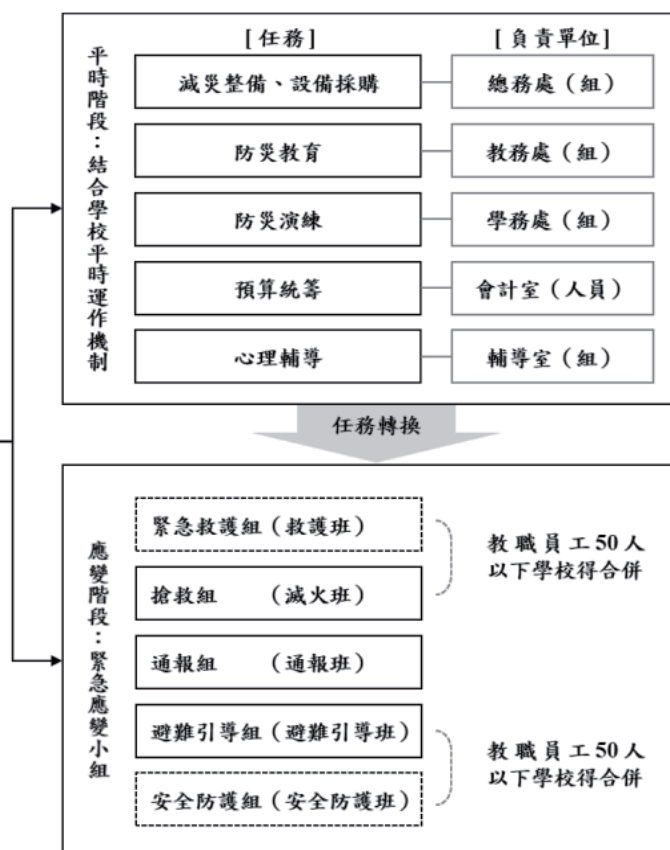 平時階段：結合學校平時運作機制
[任務] [負責單位]
減災整備、設備採購 總務處（組）
防災教育 教務處（組）
防災演練 學務處（組）
預算統籌 會計室（人員）
心理輔導 輔導室（組）
任務轉換
應變階段：緊急應變小組
緊急救護組（救護班）
搶救組 （滅火班）
教職員工50人
以下學校得合併
通報組 （通報班）
避難引導組（避難引導班）
安全防護組（安全防護班）
教職員工50人
以下學校得合併